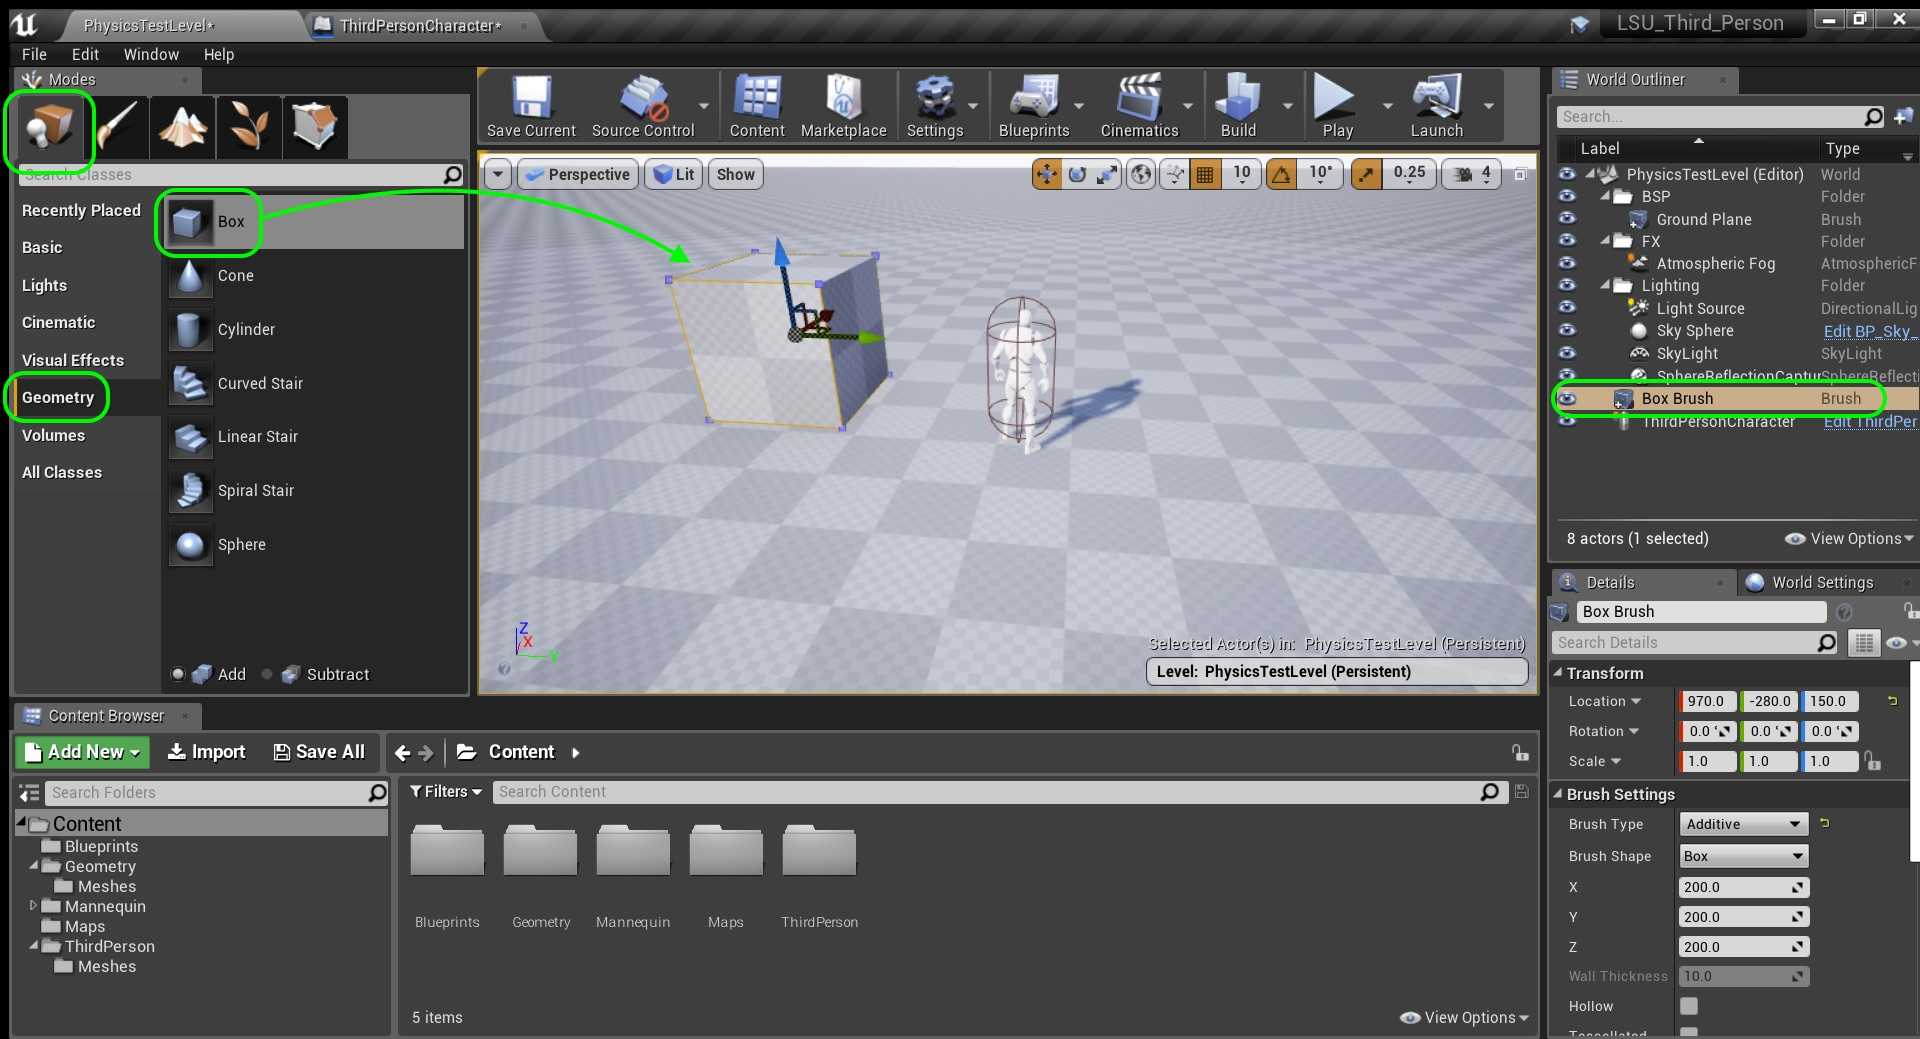 PhysicsTestLevel*
ThirdPersonCharacter*
LSU_Third_Person
File Edit Window Help
Modes
Search Classes
Recently Placed
Basic
Lights
Cinematic
Visual Effects
Geometry
Volumes
All Classes
Box
Cone
Cylinder
Curved Stair
Linear Stair
Spiral Stair
Sphere
Add Subtract
Save Current Source Control Content Marketplace Settings Blueprints Cinematics Build Play Launch
Perspective Lit Show
10 10° 0.25 4
Z
X
Y
Selected Actor(s) in: PhysicsTestLevel (Persistent)
Level: PhysicsTestLevel (Persistent)
World Outliner
Search...
Label Type
PhysicsTestLevel (Editor) World
BSP Folder
Ground Plane Brush
FX Folder
Atmospheric Fog AtmosphericF
Lighting Folder
Light Source DirectionalLig
Sky Sphere Edit BP_Sky_
SkyLight SkyLight
SphereReflectionCaptur SphereReflecti
Box Brush Brush
ThirdPersonCharacter Edit ThirdPer
8 actors (1 selected) View Options
Details World Settings
Box Brush
Search Details
Transform
Location 970.0 -280.0 150.0
Rotation 0.0 ° 0.0 ° 0.0 °
Scale 1.0 1.0 1.0
Brush Settings
Brush Type Additive
Brush Shape Box
X 200.0
Y 200.0
Z 200.0
Wall Thickness 10.0
Hollow
Tessellated
Content Browser
Add New Import Save All Content
Search Folders
Content
Blueprints
Geometry
Meshes
Mannequin
Maps
ThirdPerson
Meshes
Filters Search Content
Blueprints Geometry Mannequin Maps ThirdPerson
5 items View Options